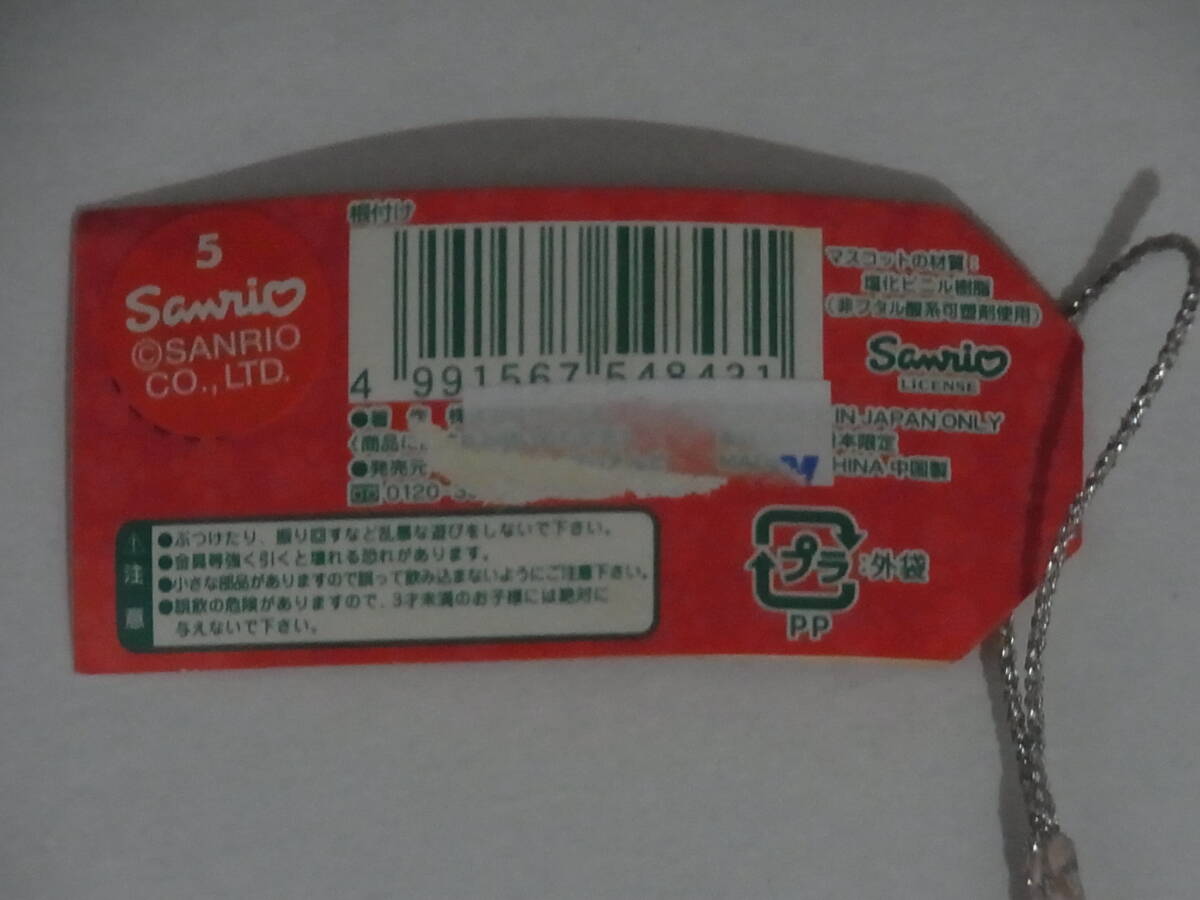 5
Sanrio
©SANRIO
CO., LTD.
根付け
4 991567 548421
マスコットの材質:
塩化ビニル樹脂
(非フタル酸系可塑剤使用)
Sanrio
LICENSE
●著 作
IN JAPAN ONLY
(商品に
本限定
●発売元
HINA 中国製
0120
注意
●ぶつけたり、振り回すなど乱暴な遊びをしないで下さい。
●金具等強く引くと壊れる恐れがあります。
●小さな部品がありますので誤って飲み込まないようにご注意下さい。
●誤飲の危険がありますので、3才未満のお子様には絶対に
与えないで下さい。
プラ:外袋
PP